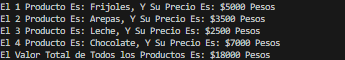 El 1 Producto Es: Frijoles, Y Su Precio Es: $5000 Pesos
El 2 Producto Es: Arepas, Y Su Precio Es: $3500 Pesos
El 3 Producto Es: Leche, Y Su Precio Es: $2500 Pesos
El 4 Producto Es: Chocolate, Y Su Precio Es: $7000 Pesos
El Valor Total de Todos los Productos Es: $18000 Pesos